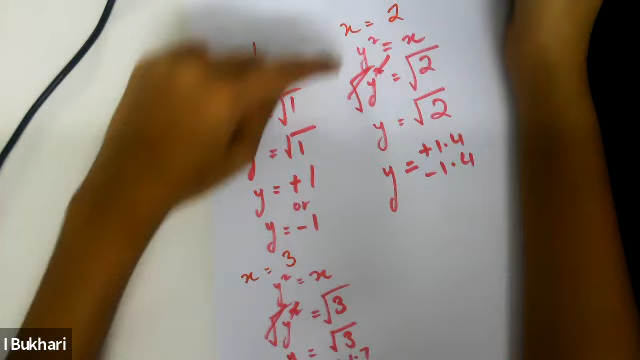 √1
= √1
y = +1
or
y = -1
x = 2
y² = x
√y² = √2
y = √2
y = +1.4
-1.4
x = 3
y² = x
√y² = √3
= √3
I Bukhari